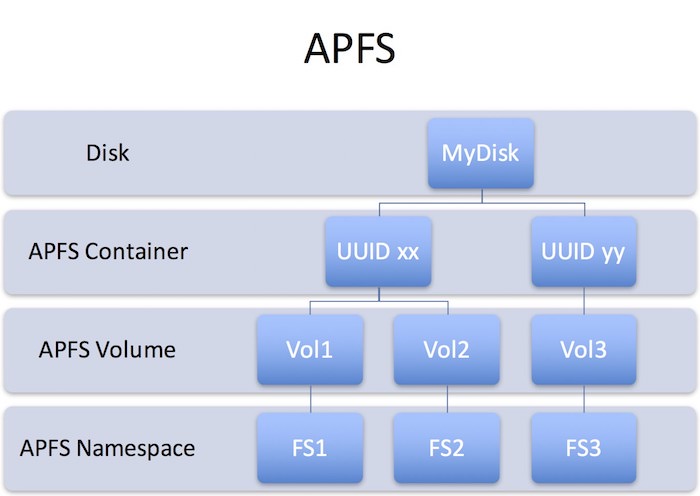 APFS
Disk
MyDisk
APFS Container
UUID xx
UUID yy
APFS Volume
Vol1
Vol2
Vol3
APFS Namespace
FS1
FS2
FS3